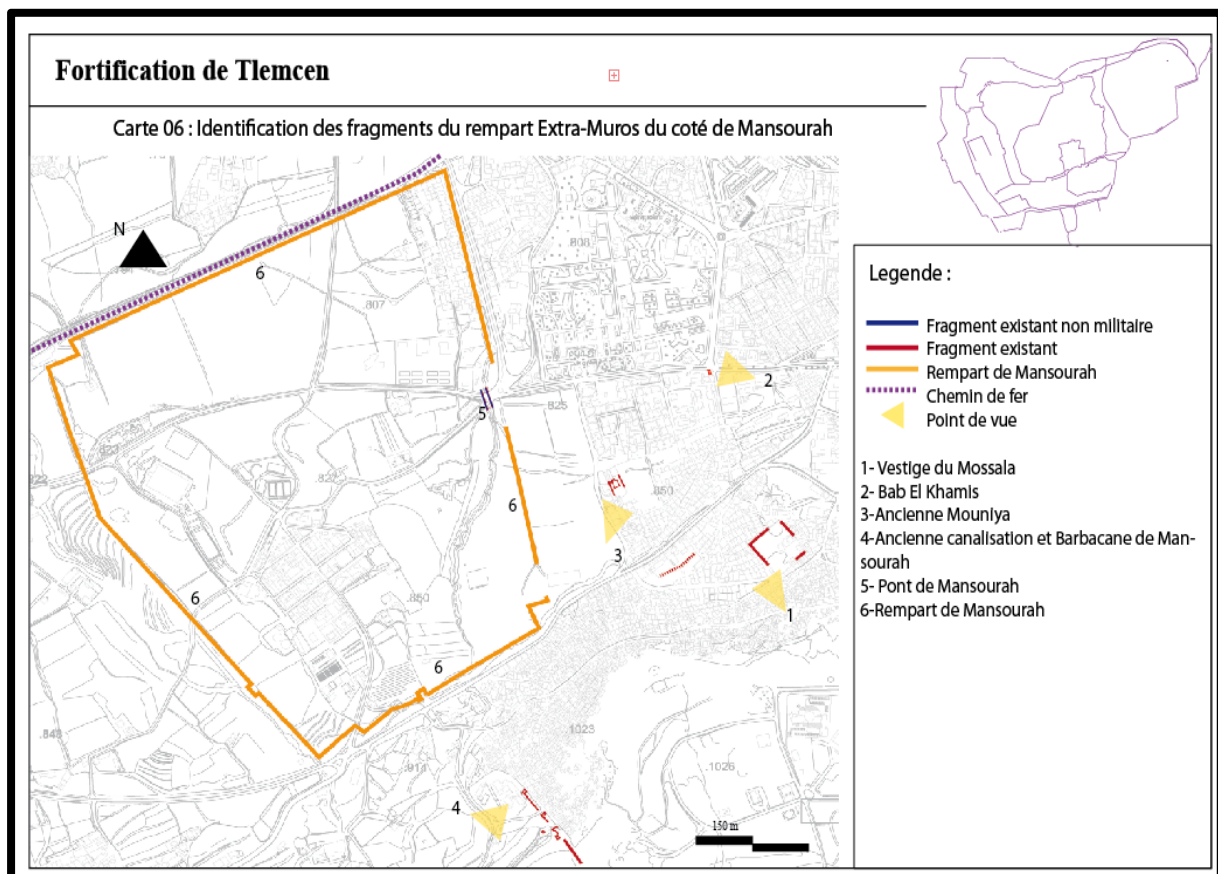 Fortification de Tlemcen
Carte 06 : Identification des fragments du rempart Extra-Muros du coté de Mansourah
N
6
807
808
2
825
5
822
822
6
850
3
1
6
850
6
848
914
1023
1026
4
150 m
Legende :
Fragment existant non militaire
Fragment existant
Rempart de Mansourah
Chemin de fer
Point de vue
1- Vestige du Mossala
2- Bab El Khamis
3-Ancienne Mouniya
4-Ancienne canalisation et Barbacane de Man-
sourah
5- Pont de Mansourah
6-Rempart de Mansourah